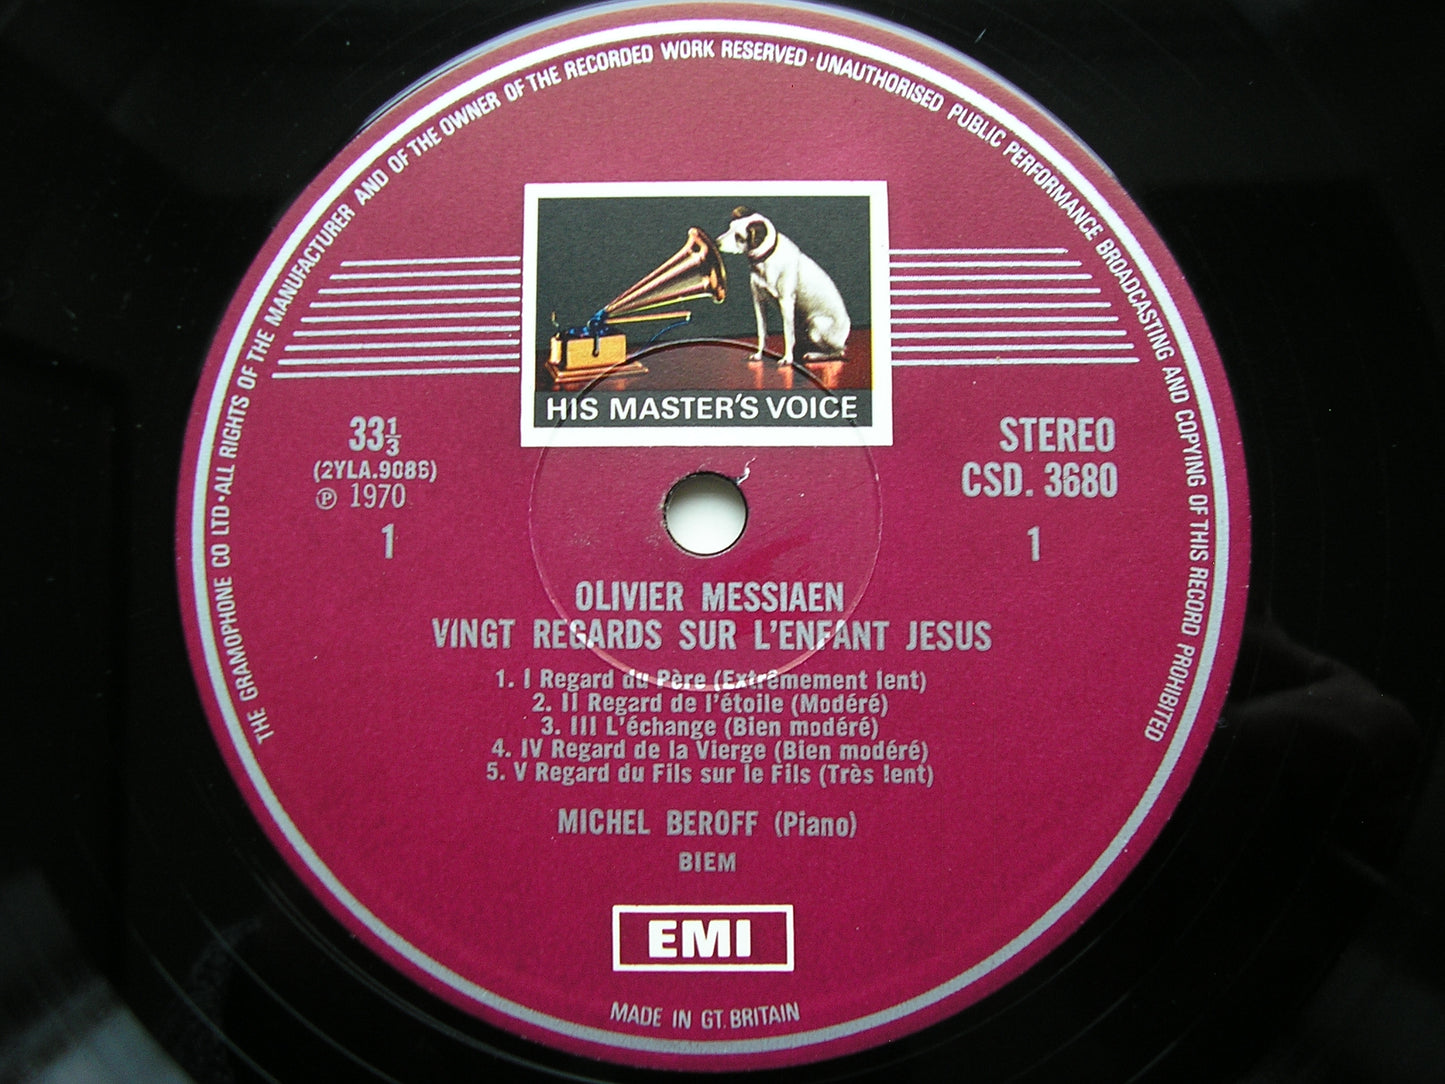 THE GRAMOPHONE CO LTD · ALL RIGHTS OF THE MANUFACTURER AND OF THE OWNER OF THE RECORDED WORK RESERVED · UNAUTHORISED PUBLIC PERFORMANCE BROADCASTING AND COPYING OF THIS RECORD PROHIBITED
HIS MASTER'S VOICE
33⅓
(2YLA.9086)
℗ 1970
1
STEREO
CSD. 3680
1
OLIVIER MESSIAEN
VINGT REGARDS SUR L'ENFANT JESUS
1. I Regard du Père (Extrêmement lent)
2. II Regard de l'étoile (Modéré)
3. III L'échange (Bien modéré)
4. IV Regard de la Vierge (Bien modéré)
5. V Regard du Fils sur le Fils (Très lent)
MICHEL BEROFF (Piano)
BIEM
EMI
MADE IN GT. BRITAIN